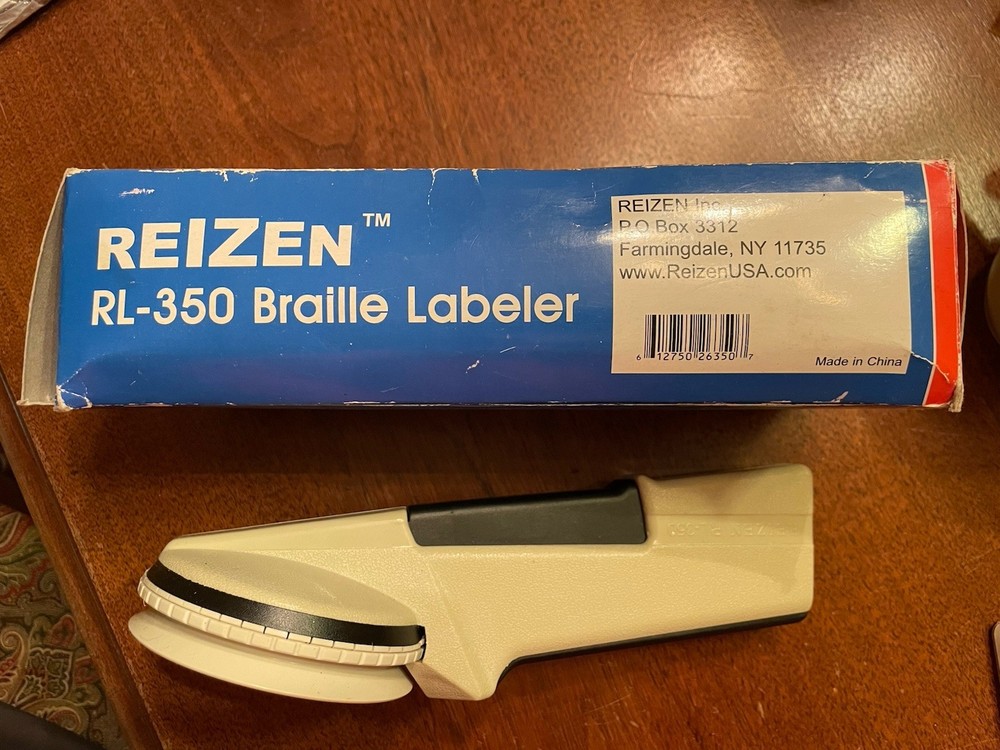 REIZEN™
RL-350 Braille Labeler
REIZEN Inc.
P.O Box 3312
Farmingdale, NY 11735
www.ReizenUSA.com
6 12750 26350 7
Made in China